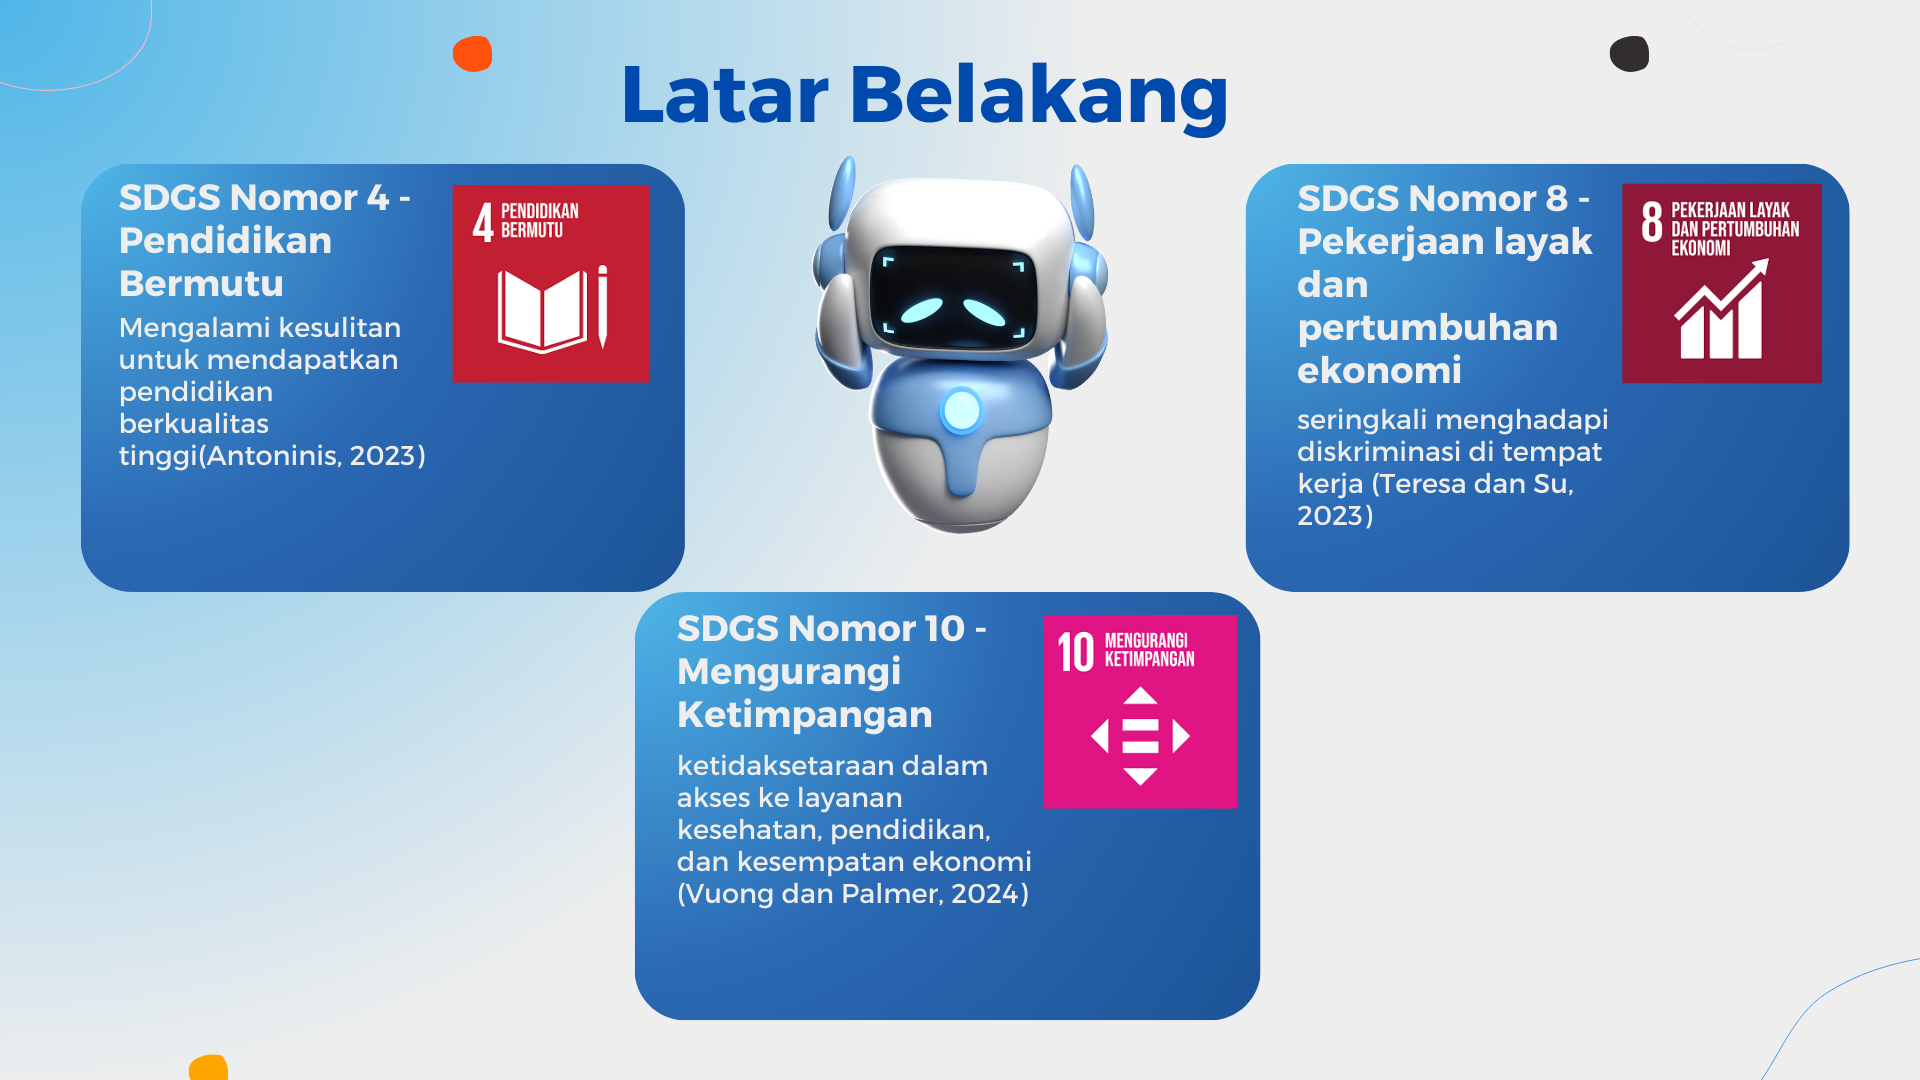 Latar Belakang
SDGS Nomor 4 -
Pendidikan
Bermutu
Mengalami kesulitan
untuk mendapatkan
pendidikan
berkualitas
tinggi(Antoninis, 2023)
4 PENDIDIKAN
BERMUTU
SDGS Nomor 8 -
Pekerjaan layak
dan
pertumbuhan
ekonomi
seringkali menghadapi
diskriminasi di tempat
kerja (Teresa dan Su,
2023)
8 PEKERJAAN LAYAK
DAN PERTUMBUHAN
EKONOMI
SDGS Nomor 10 -
Mengurangi
Ketimpangan
ketidaksetaraan dalam
akses ke layanan
kesehatan, pendidikan,
dan kesempatan ekonomi
(Vuong dan Palmer, 2024)
10 MENGURANGI
KETIMPANGAN